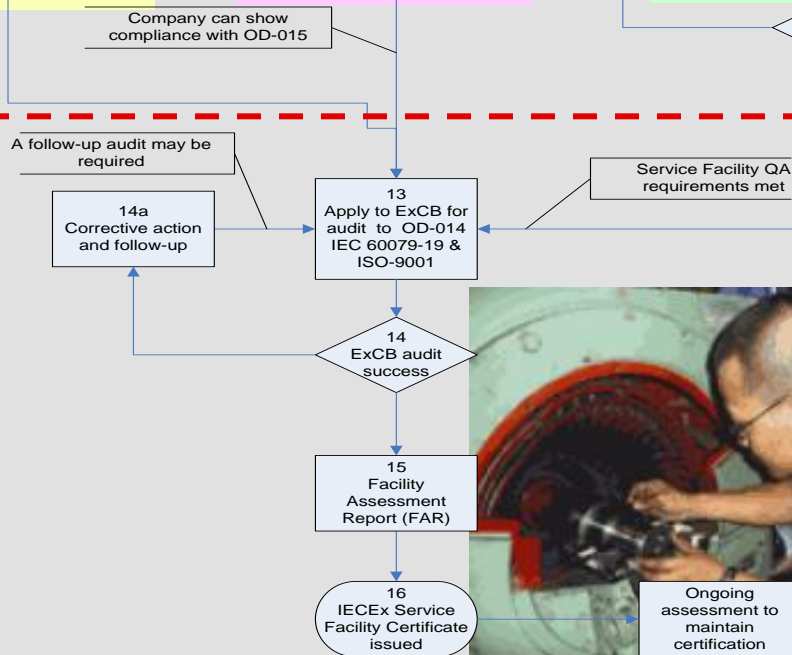 Company can show
compliance with OD-015
A follow-up audit may be
required
Service Facility QA
requirements met
14a
Corrective action
and follow-up
13
Apply to ExCB for
audit to OD-014
IEC 60079-19 &
ISO-9001
14
ExCB audit
success
15
Facility
Assessment
Report (FAR)
16
IECEx Service
Facility Certificate
issued
Ongoing
assessment to
maintain
certification